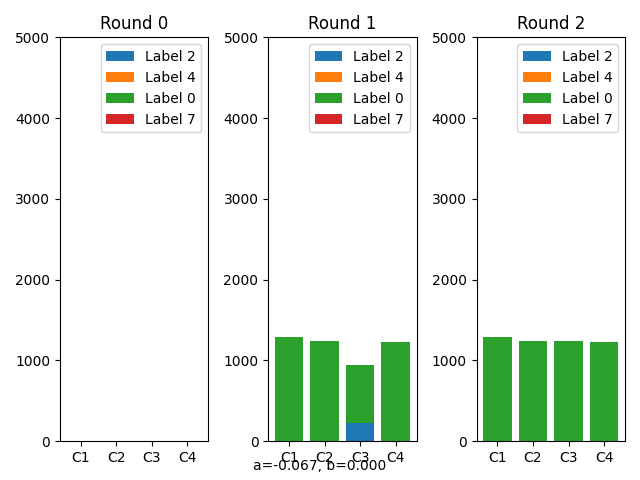 Round 0
5000
4000
3000
2000
1000
0
Label 2
Label 4
Label 0
Label 7
C1 C2 C3 C4
Round 1
5000
4000
3000
2000
1000
0
Label 2
Label 4
Label 0
Label 7
C1 C2 C3 C4
Round 2
5000
4000
3000
2000
1000
0
Label 2
Label 4
Label 0
Label 7
C1 C2 C3 C4
a=-0.067, b=0.000